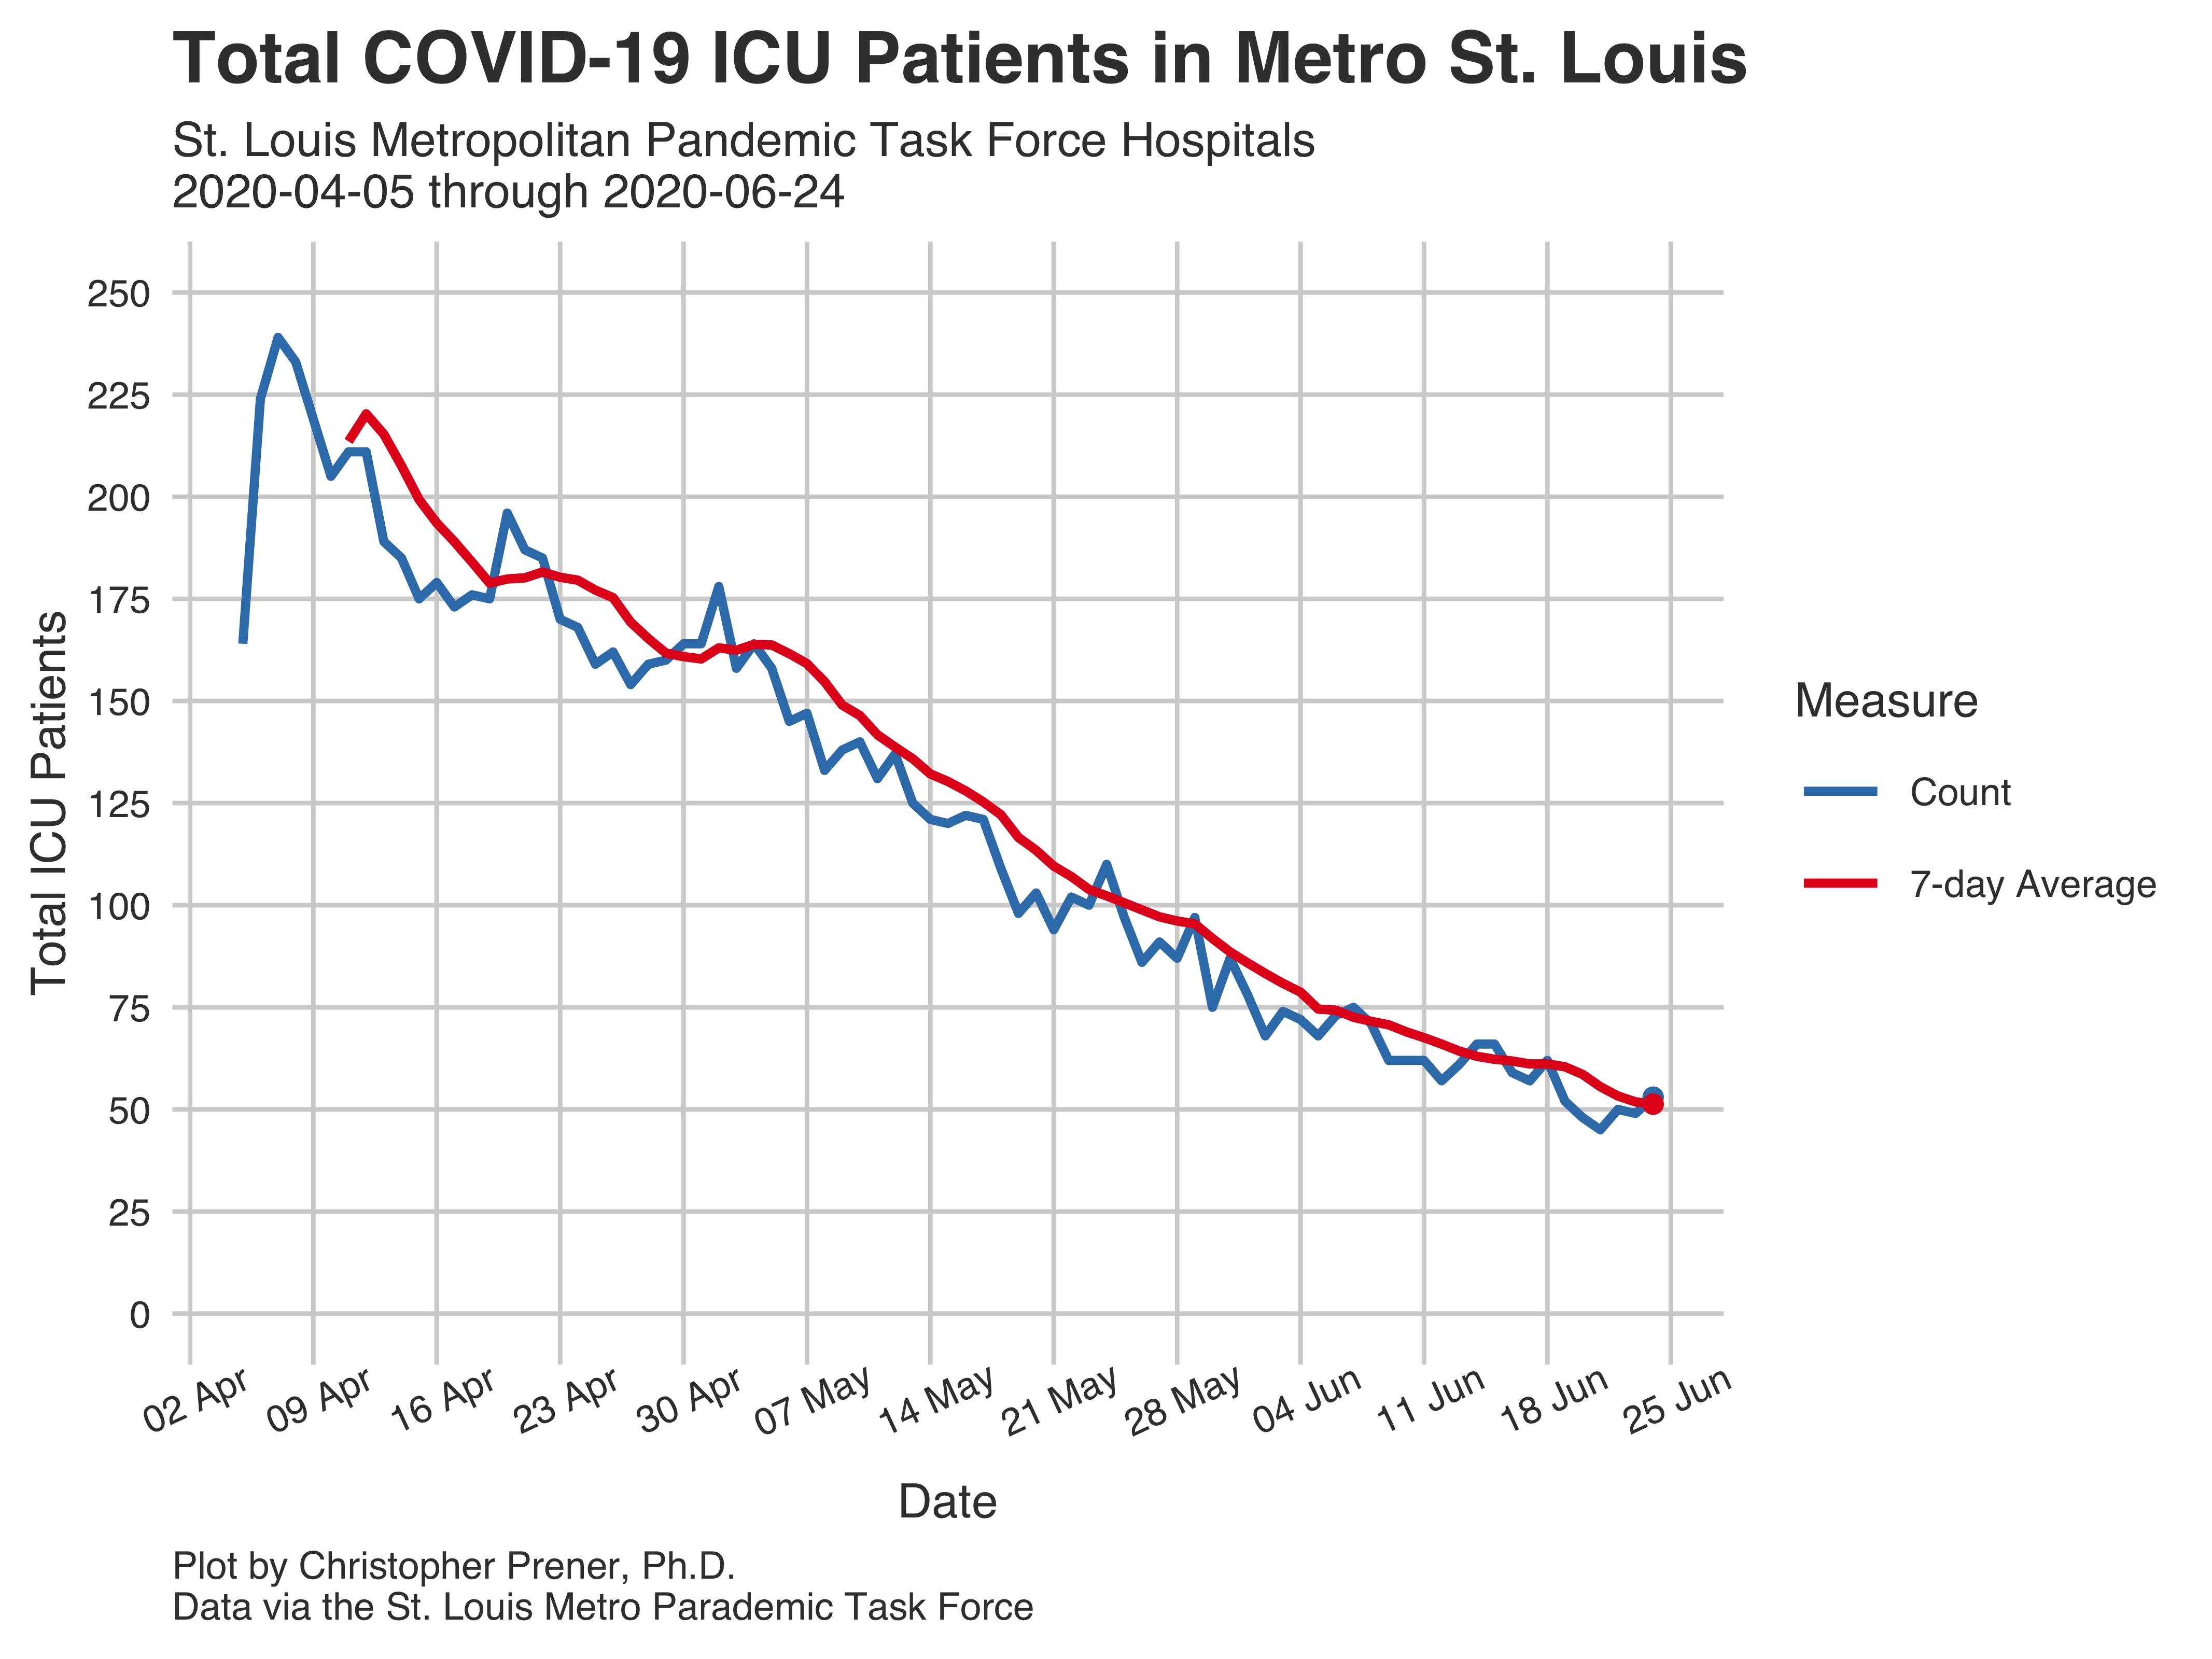 Total COVID-19 ICU Patients in Metro St. Louis
St. Louis Metropolitan Pandemic Task Force Hospitals
2020-04-05 through 2020-06-24
Total ICU Patients
250
225
200
175
150
125
100
75
50
25
0
02 Apr
09 Apr
16 Apr
23 Apr
30 Apr
07 May
14 May
21 May
28 May
04 Jun
11 Jun
18 Jun
25 Jun
Date
Measure
Count
7-day Average
Plot by Christopher Prener, Ph.D.
Data via the St. Louis Metro Parademic Task Force